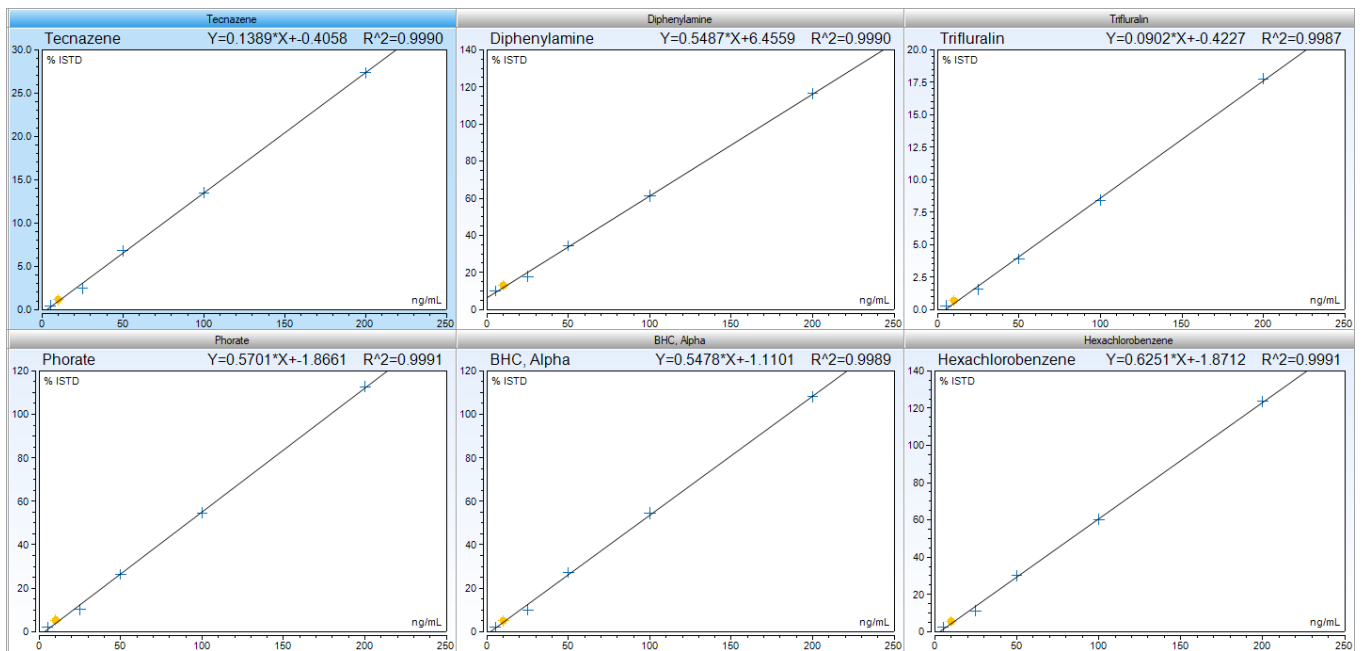 Tecnazene
Tecnazene Y=0.1389*X+-0.4058 R^2=0.9990
% ISTD
30.0
25.0
20.0
15.0
10.0
5.0
0.0
ng/mL
0 50 100 150 200 250
Diphenylamine
Diphenylamine Y=0.5487*X+6.4559 R^2=0.9990
% ISTD
140
120
100
80
60
40
20
0
ng/mL
0 50 100 150 200 250
Trifluralin
Trifluralin Y=0.0902*X+-0.4227 R^2=0.9987
% ISTD
20.0
17.5
15.0
12.5
10.0
7.5
5.0
2.5
0.0
ng/mL
0 50 100 150 200 250
Phorate
Phorate Y=0.5701*X+-1.8661 R^2=0.9991
% ISTD
120
100
80
60
40
20
0
ng/mL
0 50 100 150 200 250
BHC, Alpha
BHC, Alpha Y=0.5478*X+-1.1101 R^2=0.9989
% ISTD
120
100
80
60
40
20
0
ng/mL
0 50 100 150 200 250
Hexachlorobenzene
Hexachlorobenzene Y=0.6251*X+-1.8712 R^2=0.9991
% ISTD
140
120
100
80
60
40
20
0
ng/mL
0 50 100 150 200 250